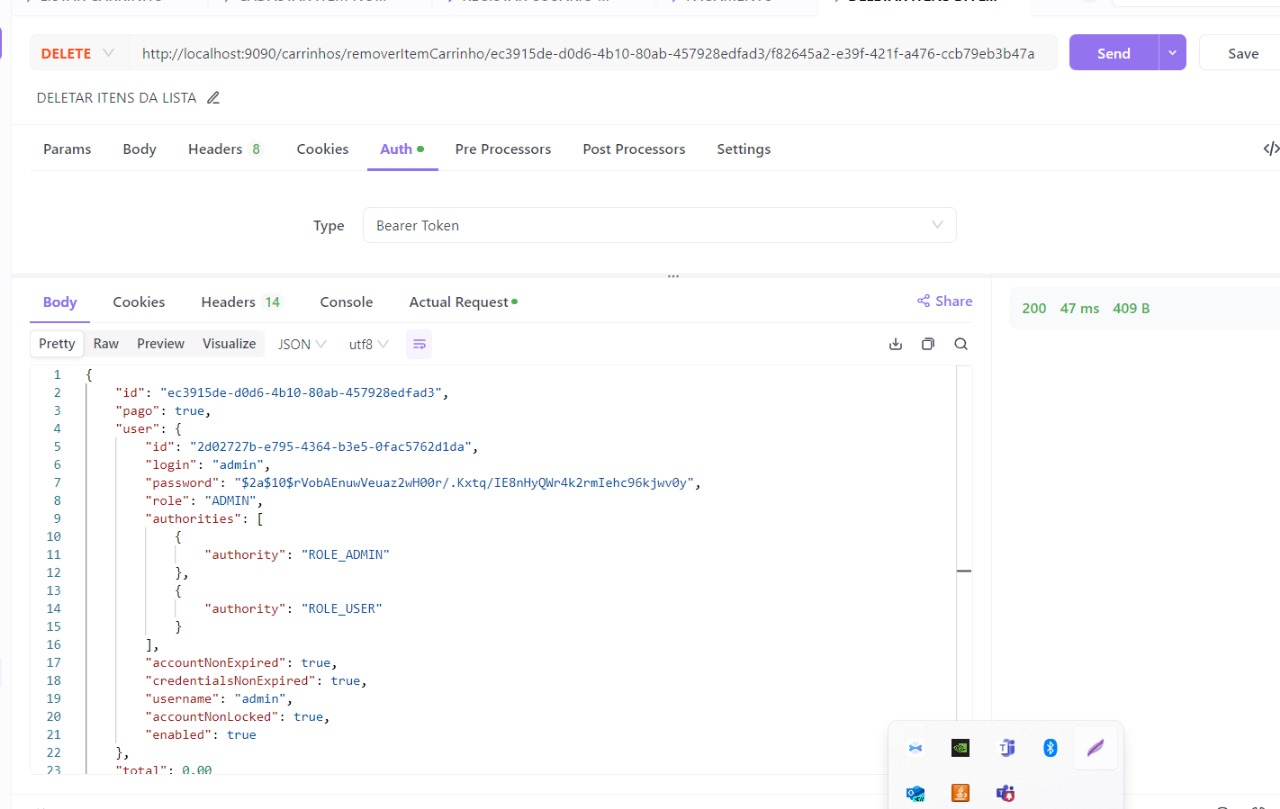 DELETE http://localhost:9090/carrinhos/removerItemCarrinho/ec3915de-d0d6-4b10-80ab-457928edfad3/f82645a2-e39f-421f-a476-ccb79eb3b47a Send Save
DELETAR ITENS DA LISTA
Params Body Headers 8 Cookies Auth Pre Processors Post Processors Settings
Type Bearer Token
Body Cookies Headers 14 Console Actual Request Share
200 47 ms 409 B
Pretty Raw Preview Visualize JSON utf8
1 {
2 "id": "ec3915de-d0d6-4b10-80ab-457928edfad3",
3 "pago": true,
4 "user": {
5 "id": "2d02727b-e795-4364-b3e5-0fac5762d1da",
6 "login": "admin",
7 "password": "$2a$10$rVobAEnuwVeuaz2wH00r/.Kxtq/IE8nHyQWr4k2rmIehc96kjwv0y",
8 "role": "ADMIN",
9 "authorities": [
10 {
11 "authority": "ROLE_ADMIN"
12 },
13 {
14 "authority": "ROLE_USER"
15 }
16 ],
17 "accountNonExpired": true,
18 "credentialsNonExpired": true,
19 "username": "admin",
20 "accountNonLocked": true,
21 "enabled": true
22 },
23 "total": 0.00